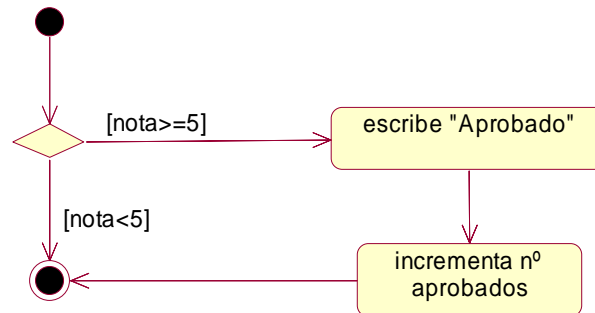 [nota>=5]
escribe "Aprobado"
[nota<5]
incrementa nº
aprobados